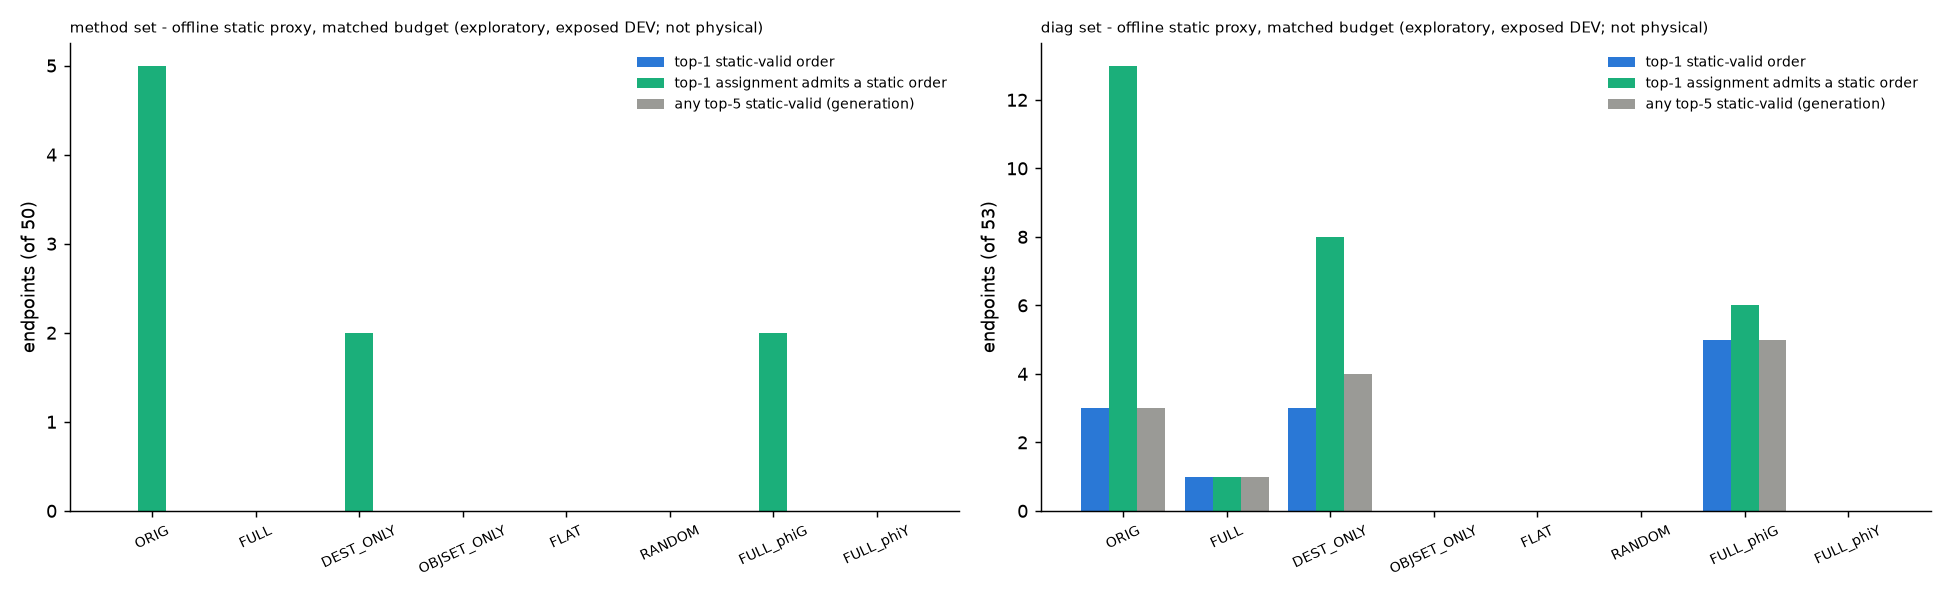 method set - offline static proxy, matched budget (exploratory, exposed DEV; not physical)
top-1 static-valid order
top-1 assignment admits a static order
any top-5 static-valid (generation)
endpoints (of 50)
5
4
3
2
1
0
ORIG
FULL
DEST_ONLY
OBJSET_ONLY
FLAT
RANDOM
FULL_phiG
FULL_phiY
diag set - offline static proxy, matched budget (exploratory, exposed DEV; not physical)
top-1 static-valid order
top-1 assignment admits a static order
any top-5 static-valid (generation)
endpoints (of 53)
12
10
8
6
4
2
0
ORIG
FULL
DEST_ONLY
OBJSET_ONLY
FLAT
RANDOM
FULL_phiG
FULL_phiY